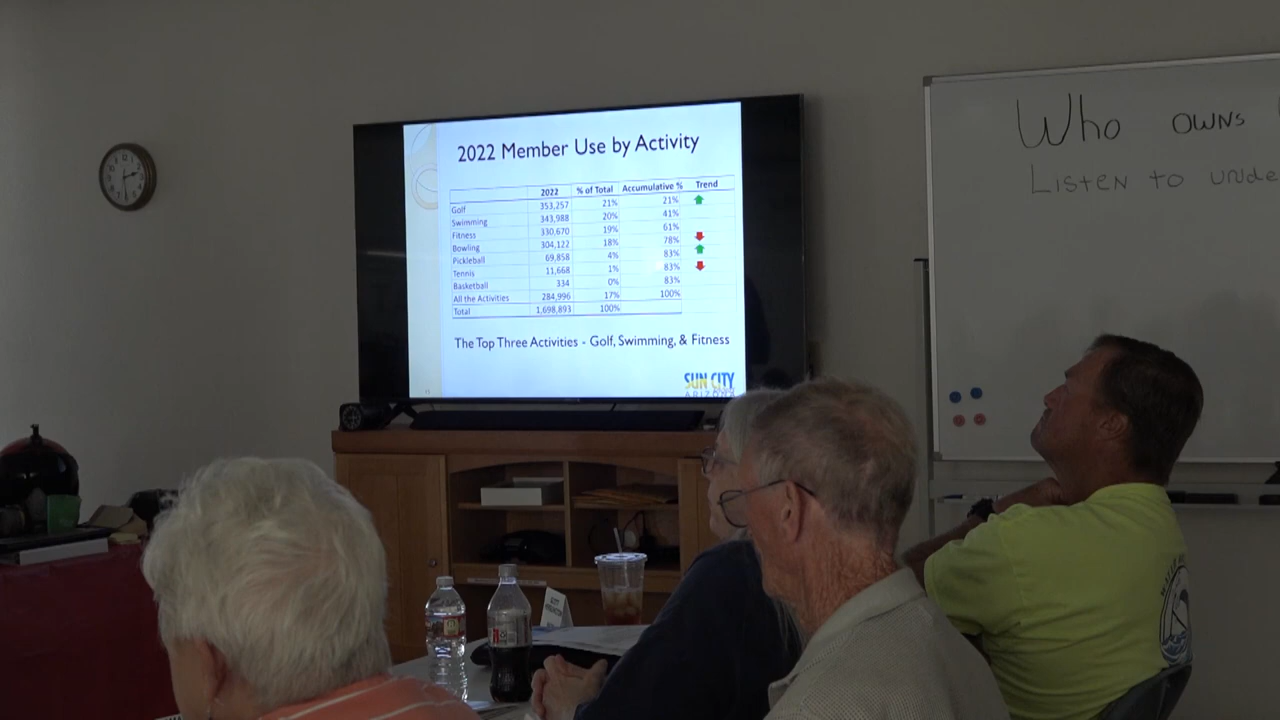 2022 Member Use by Activity
2022 % of Total Accumulative % Trend
Golf 353,257 21% 21%
Swimming 343,988 20% 41%
Fitness 330,670 19% 61%
Bowling 304,122 18% 78%
Pickleball 69,858 4% 83%
Tennis 11,668 1% 83%
Basketball 334 0% 83%
All the Activities 284,996 17% 100%
Total 1,698,893 100%
The Top Three Activities - Golf, Swimming, & Fitness
SUN CITY
ARIZONA
Who owns
Listen to unde